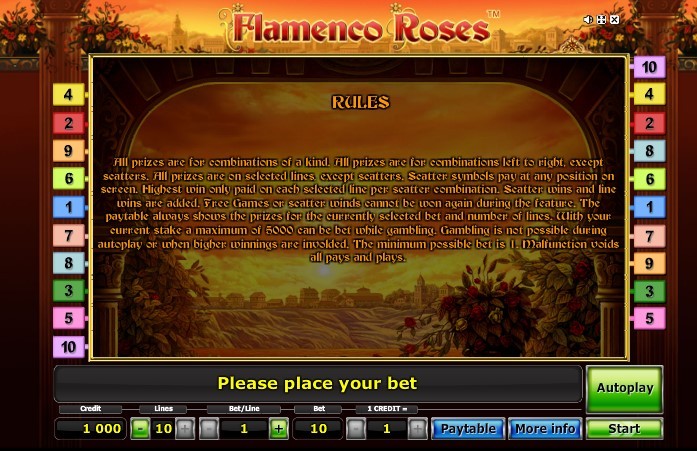 Flamenco Roses™
RULES
All prizes are for combinations of a kind. All prizes are for combinations left to right, except
scatters. All prizes are on selected lines, except scatters. Scatter symbols pay at any position on
screen. Highest win only paid on each selected line per scatter combination. Scatter wins and line
wins are added. Free Games or scatter winds cannot be won again during the feature. The
paytable always shows the prizes for the currently selected bet and number of lines. With your
current stake a maximum of 5000 can be bet while gambling. Gambling is not possible during
autoplay or when bigher winnings are involded. The minimum possible bet is 1. Malfunction voids
all pays and plays.
4
2
9
6
1
7
8
3
5
10
10
4
2
8
6
1
7
9
3
5
Please place your bet
Autoplay
Credit Lines Bet/Line Bet 1 CREDIT =
1 000 - 10 + - 1 + 10 - 1 + Paytable More info Start